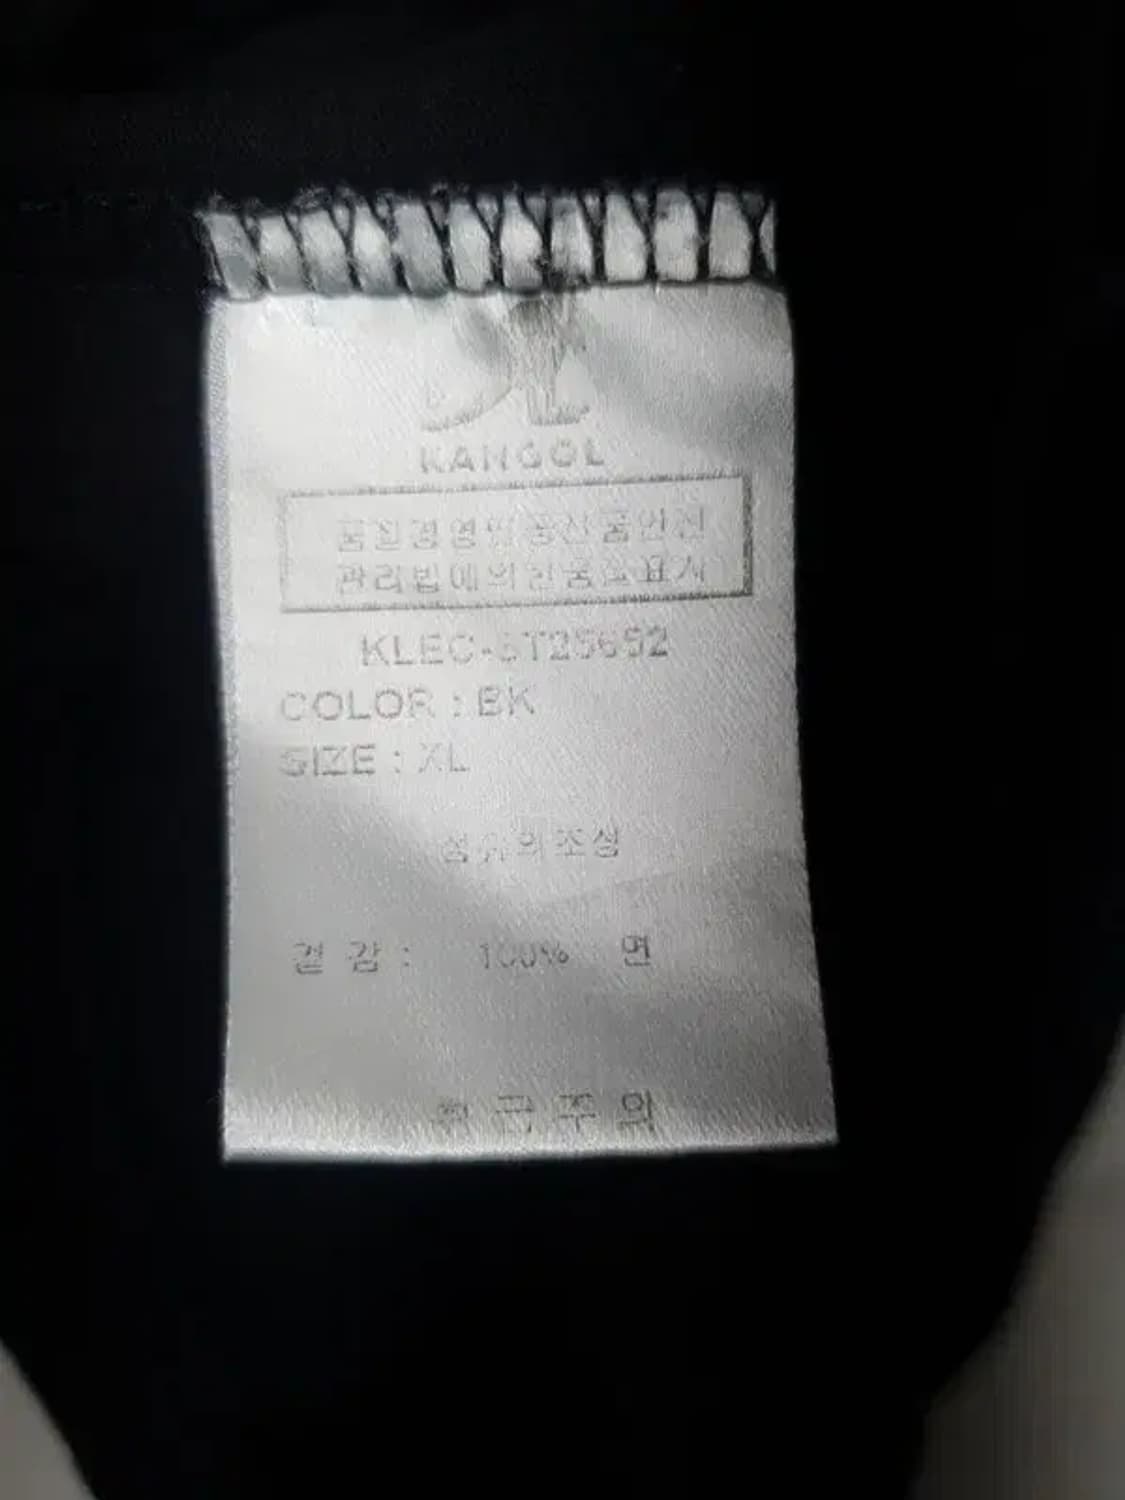 KANGOL
품질경영및공산품안전
관리법에의한품질표시
KLEC-ST25652
COLOR : BK
SIZE : XL
섬유의조성
겉 감 : 100% 면
취 급 주 의